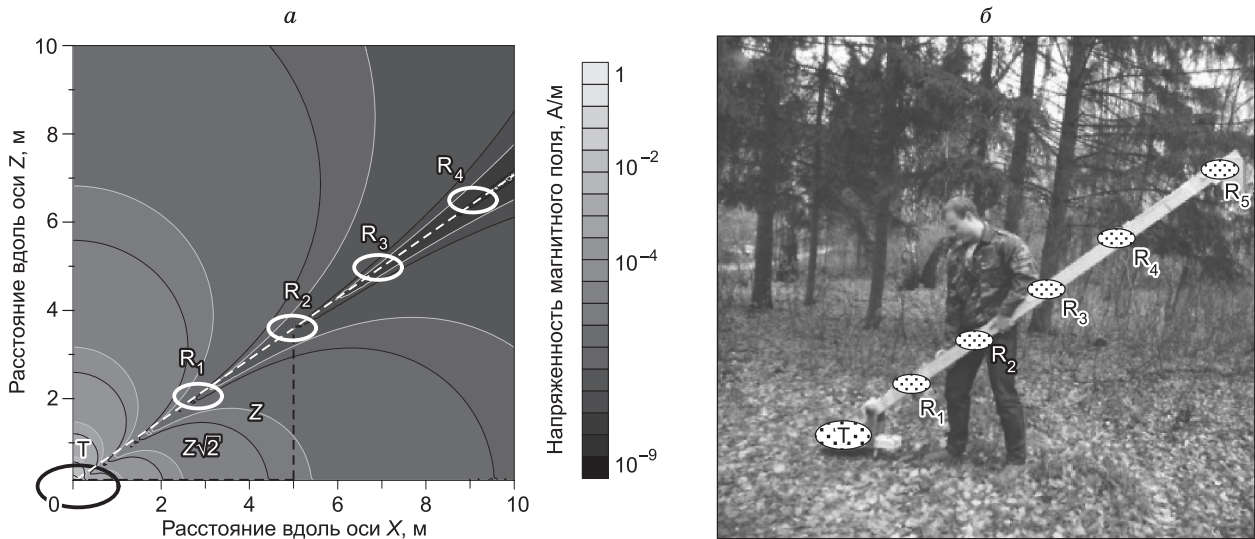 а
10
8
6
4
2
0
2
4
6
8
10
Расстояние вдоль оси Z, м
Расстояние вдоль оси X, м
R₄
R₃
R₂
R₁
T
Z
Z√2
Напряженность магнитного поля, А/м
1
10⁻²
10⁻⁴
10⁻⁹
б
R₅
R₄
R₃
R₂
R₁
T